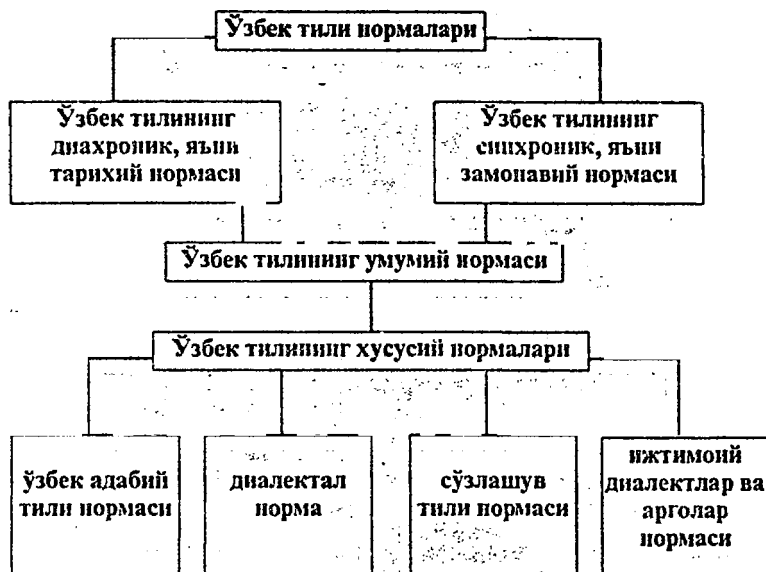 Ўзбек тили нормалари
Ўзбек тилининг
диахроник, яъни
тарихий нормаси
Ўзбек тилининг
синхроник, яъни
замонавий нормаси
Ўзбек тилининг умумий нормаси
Ўзбек тилининг хусусий нормалари
ўзбек адабий
тили нормаси
диалектал
норма
сўзлашув
тили нормаси
ижтимоий
диалектлар ва
арголар
нормаси